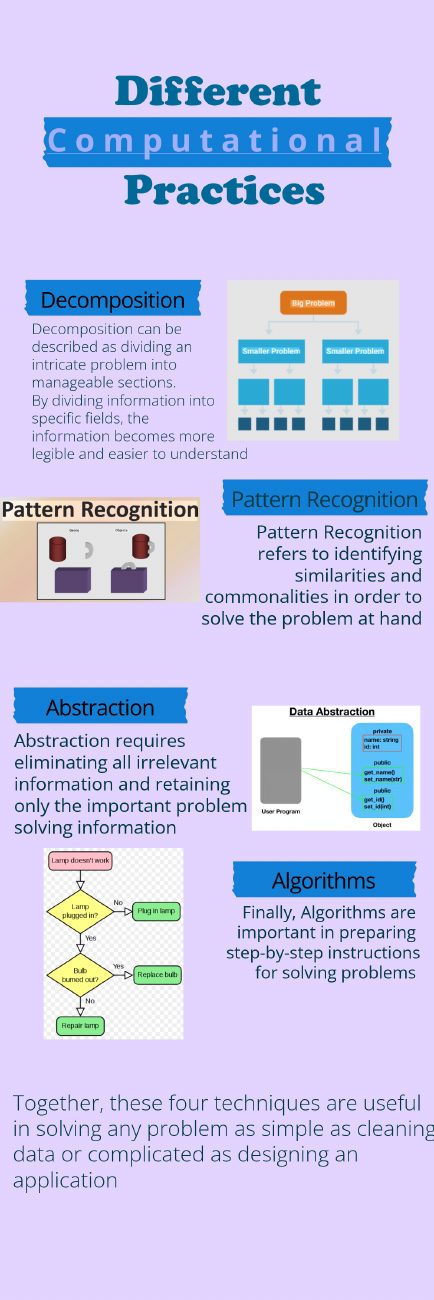 Different
Computational
Practices
Decomposition
Decomposition can be
described as dividing an
intricate problem into
manageable sections.
By dividing information into
specific fields, the
information becomes more
legible and easier to understand
Big Problem
Smaller Problem
Smaller Problem
Pattern Recognition
Objects
Pattern Recognition
Pattern Recognition
refers to identifying
similarities and
commonalities in order to
solve the problem at hand
Abstraction
Abstraction requires
eliminating all irrelevant
information and retaining
only the important problem
solving information
Data Abstraction
private
name: string
id: int
public
get_name()
set_name(str)
public
get_id()
set_id(int)
User Program
Object
Lamp doesn't work
Lamp
plugged in?
No
Plug in lamp
Yes
Bulb
burned out?
Yes
Replace bulb
No
Repair lamp
Algorithms
Finally, Algorithms are
important in preparing
step-by-step instructions
for solving problems
Together, these four techniques are useful
in solving any problem as simple as cleaning
data or complicated as designing an
application